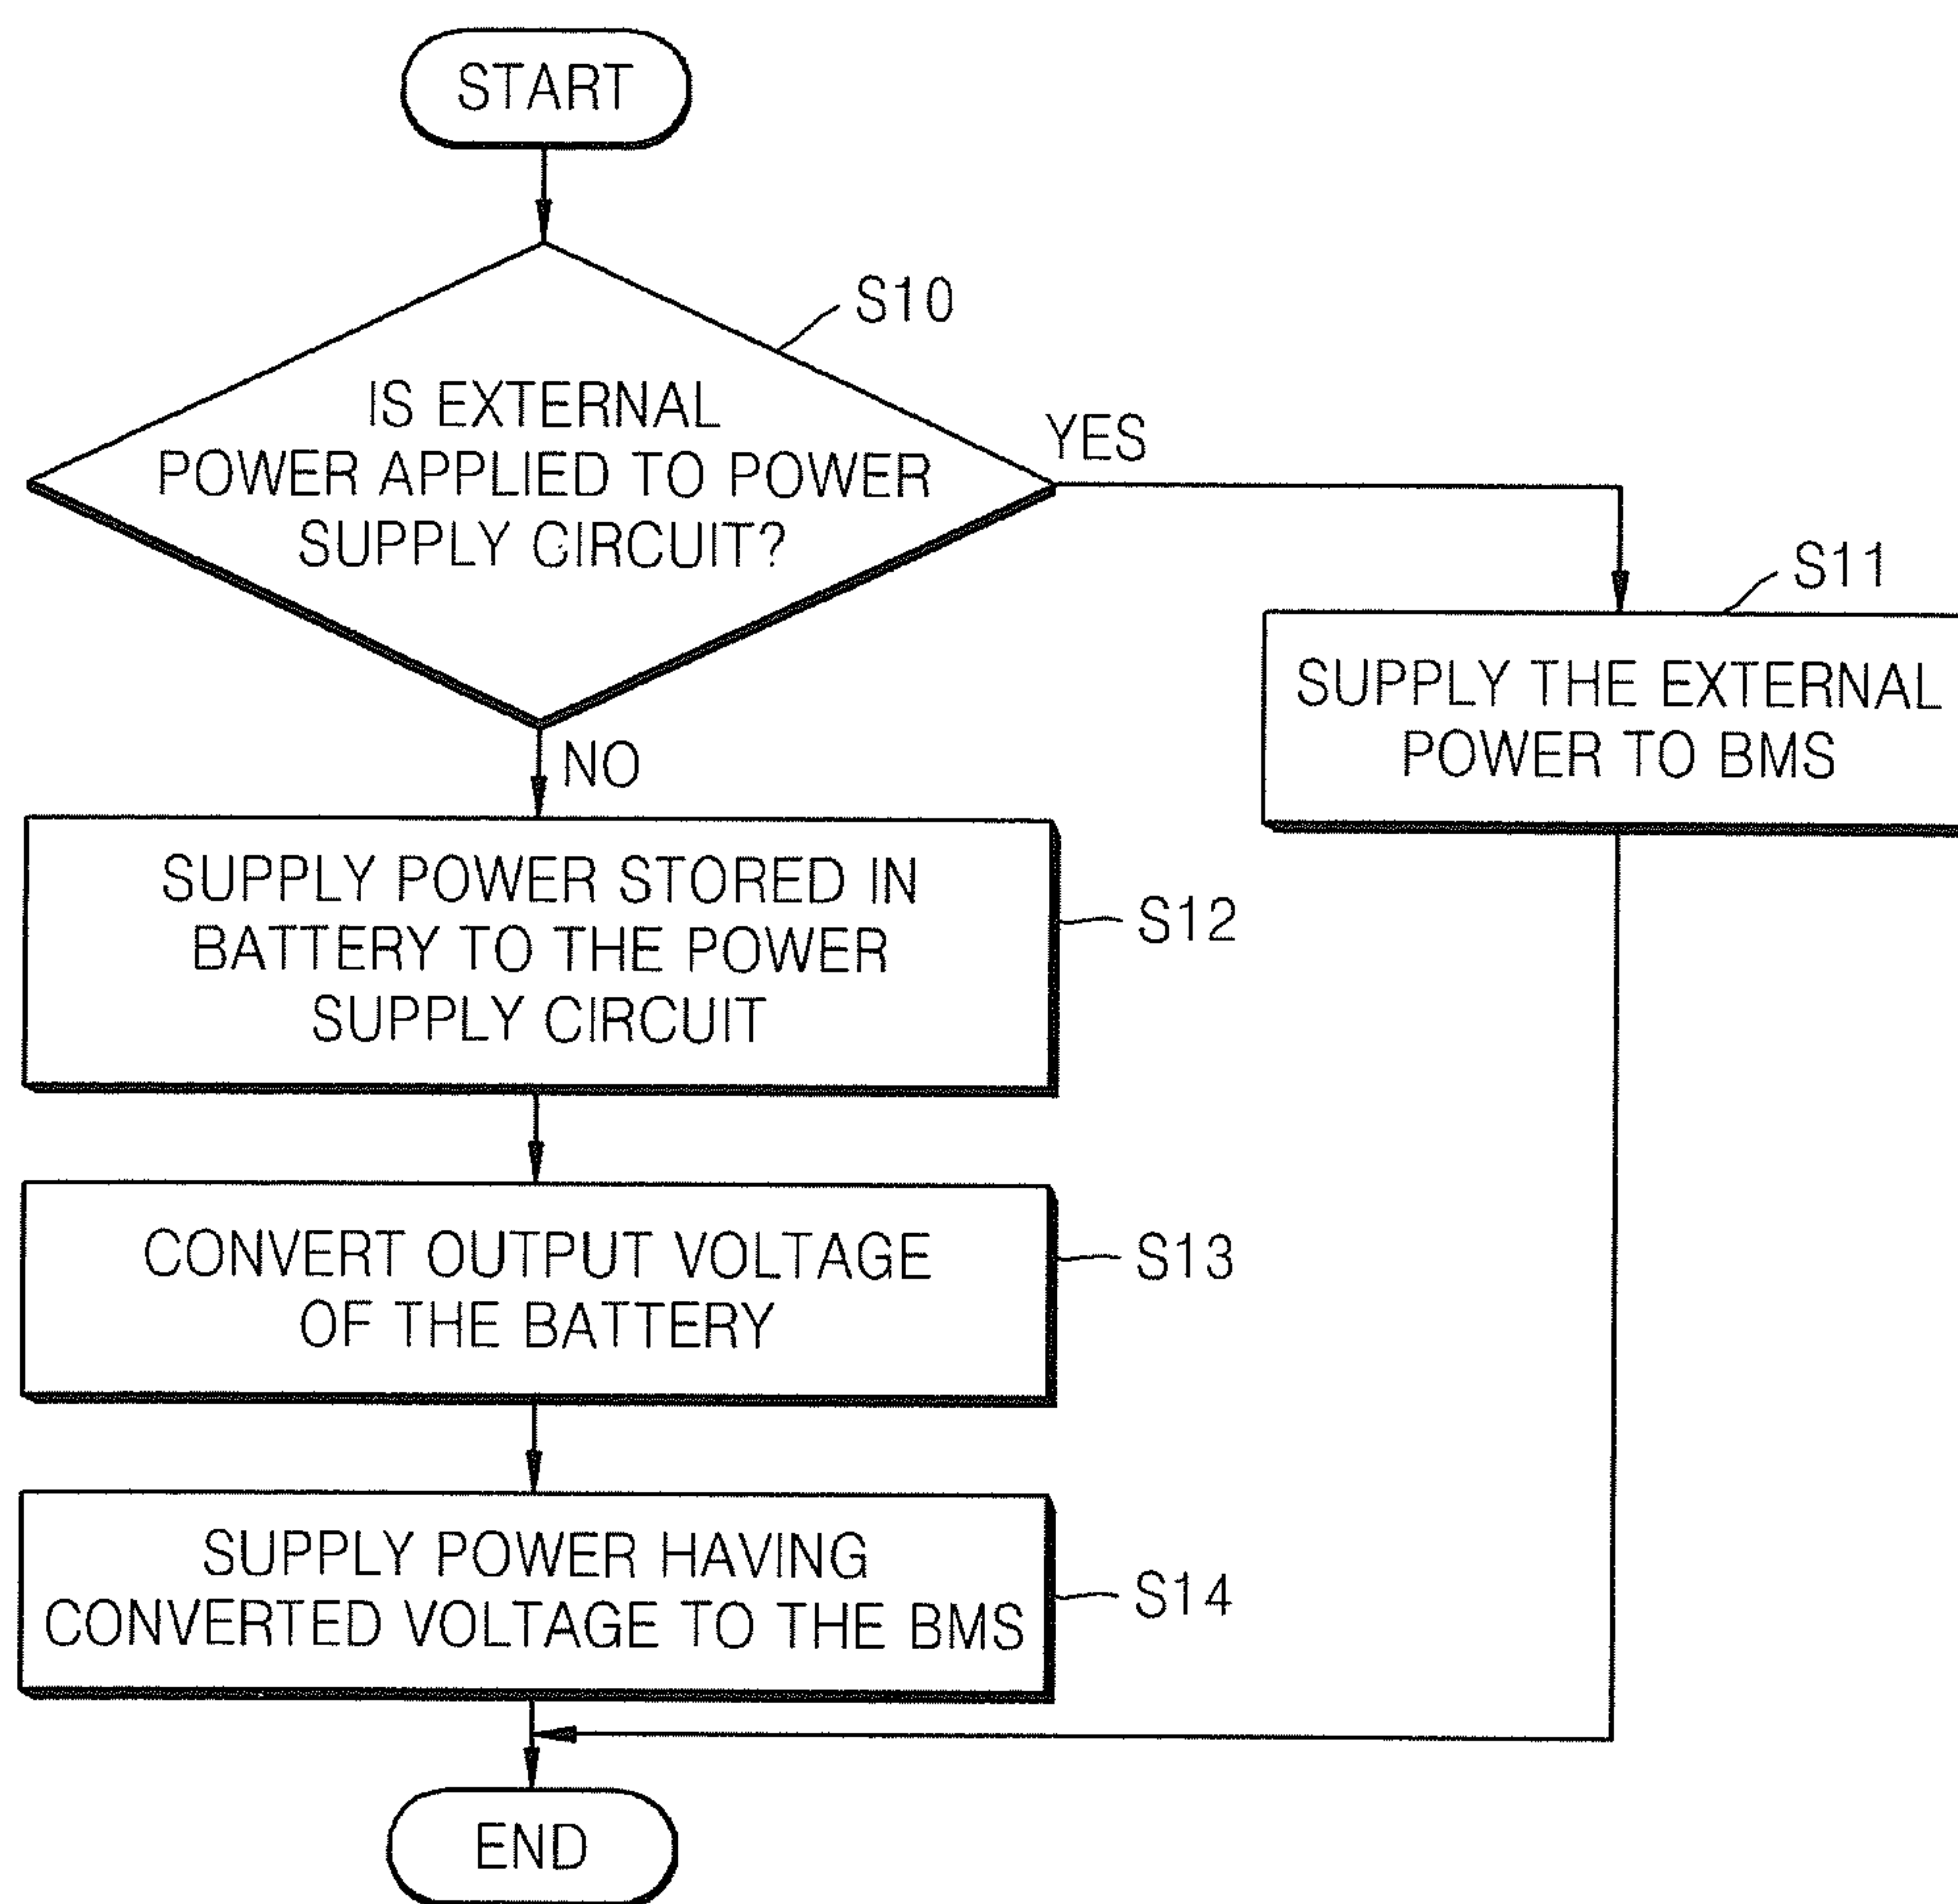 START
S10
IS EXTERNAL
POWER APPLIED TO POWER
SUPPLY CIRCUIT?
YES
S11
SUPPLY THE EXTERNAL
POWER TO BMS
NO
SUPPLY POWER STORED IN
BATTERY TO THE POWER
SUPPLY CIRCUIT
S12
CONVERT OUTPUT VOLTAGE
OF THE BATTERY
S13
SUPPLY POWER HAVING
CONVERTED VOLTAGE TO THE BMS
S14
END